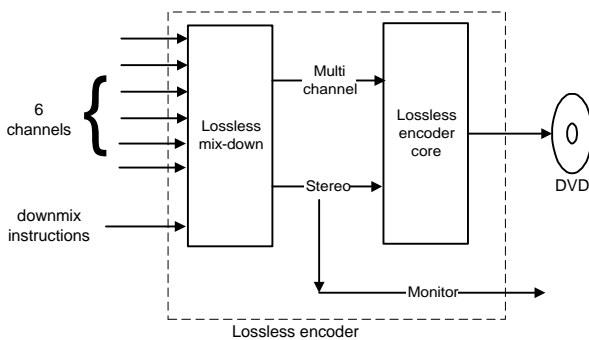 6
channels
downmix
instructions
Lossless
mix-down
Multi
channel
Stereo
Lossless
encoder
core
DVD
Monitor
Lossless encoder